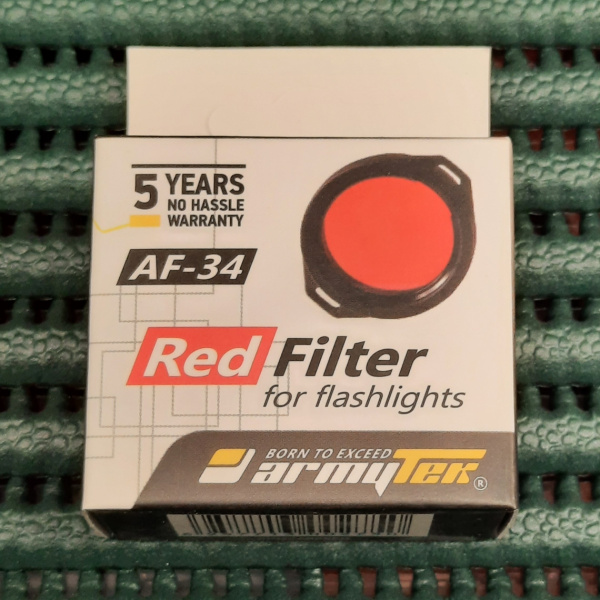 5 YEARS
NO HASSLE
WARRANTY
AF-34
Red Filter
for flashlights
BORN TO EXCEED
armyTek®